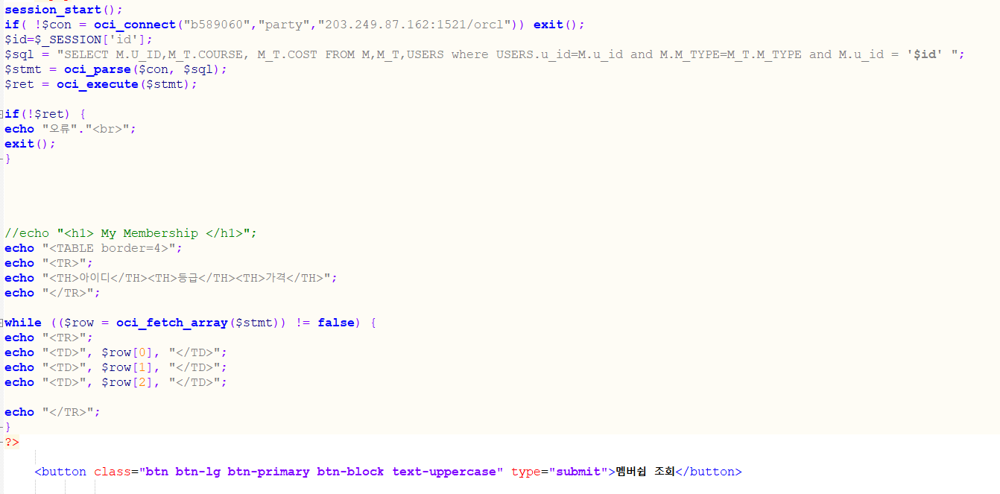 session_start();
if( !$con = oci_connect("b589060","party","203.249.87.162:1521/orcl")) exit();
$id=$_SESSION['id'];
$sql = "SELECT M.U_ID,M_T.COURSE, M_T.COST FROM M,M_T,USERS where USERS.u_id=M.u_id and M.M_TYPE=M_T.M_TYPE and M.u_id = '$id' ";
$stmt = oci_parse($con, $sql);
$ret = oci_execute($stmt);
if(!$ret) {
echo "오류"."<br>";
exit();
}
//echo "<h1> My Membership </h1>";
echo "<TABLE border=4>";
echo "<TR>";
echo "<TH>아이디</TH><TH>등급</TH><TH>가격</TH>";
echo "</TR>";
while (($row = oci_fetch_array($stmt)) != false) {
echo "<TR>";
echo "<TD>", $row[0], "</TD>";
echo "<TD>", $row[1], "</TD>";
echo "<TD>", $row[2], "</TD>";
echo "</TR>";
}
?>
<button class="btn btn-lg btn-primary btn-block text-uppercase" type="submit">멤버쉽 조회</button>